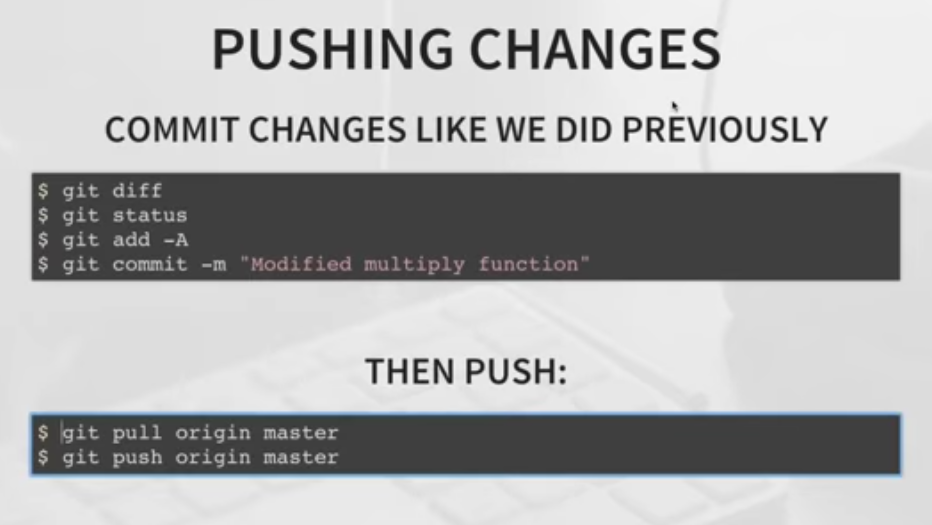 PUSHING CHANGES
COMMIT CHANGES LIKE WE DID PREVIOUSLY
$ git diff
$ git status
$ git add -A
$ git commit -m "Modified multiply function"
THEN PUSH:
$ git pull origin master
$ git push origin master